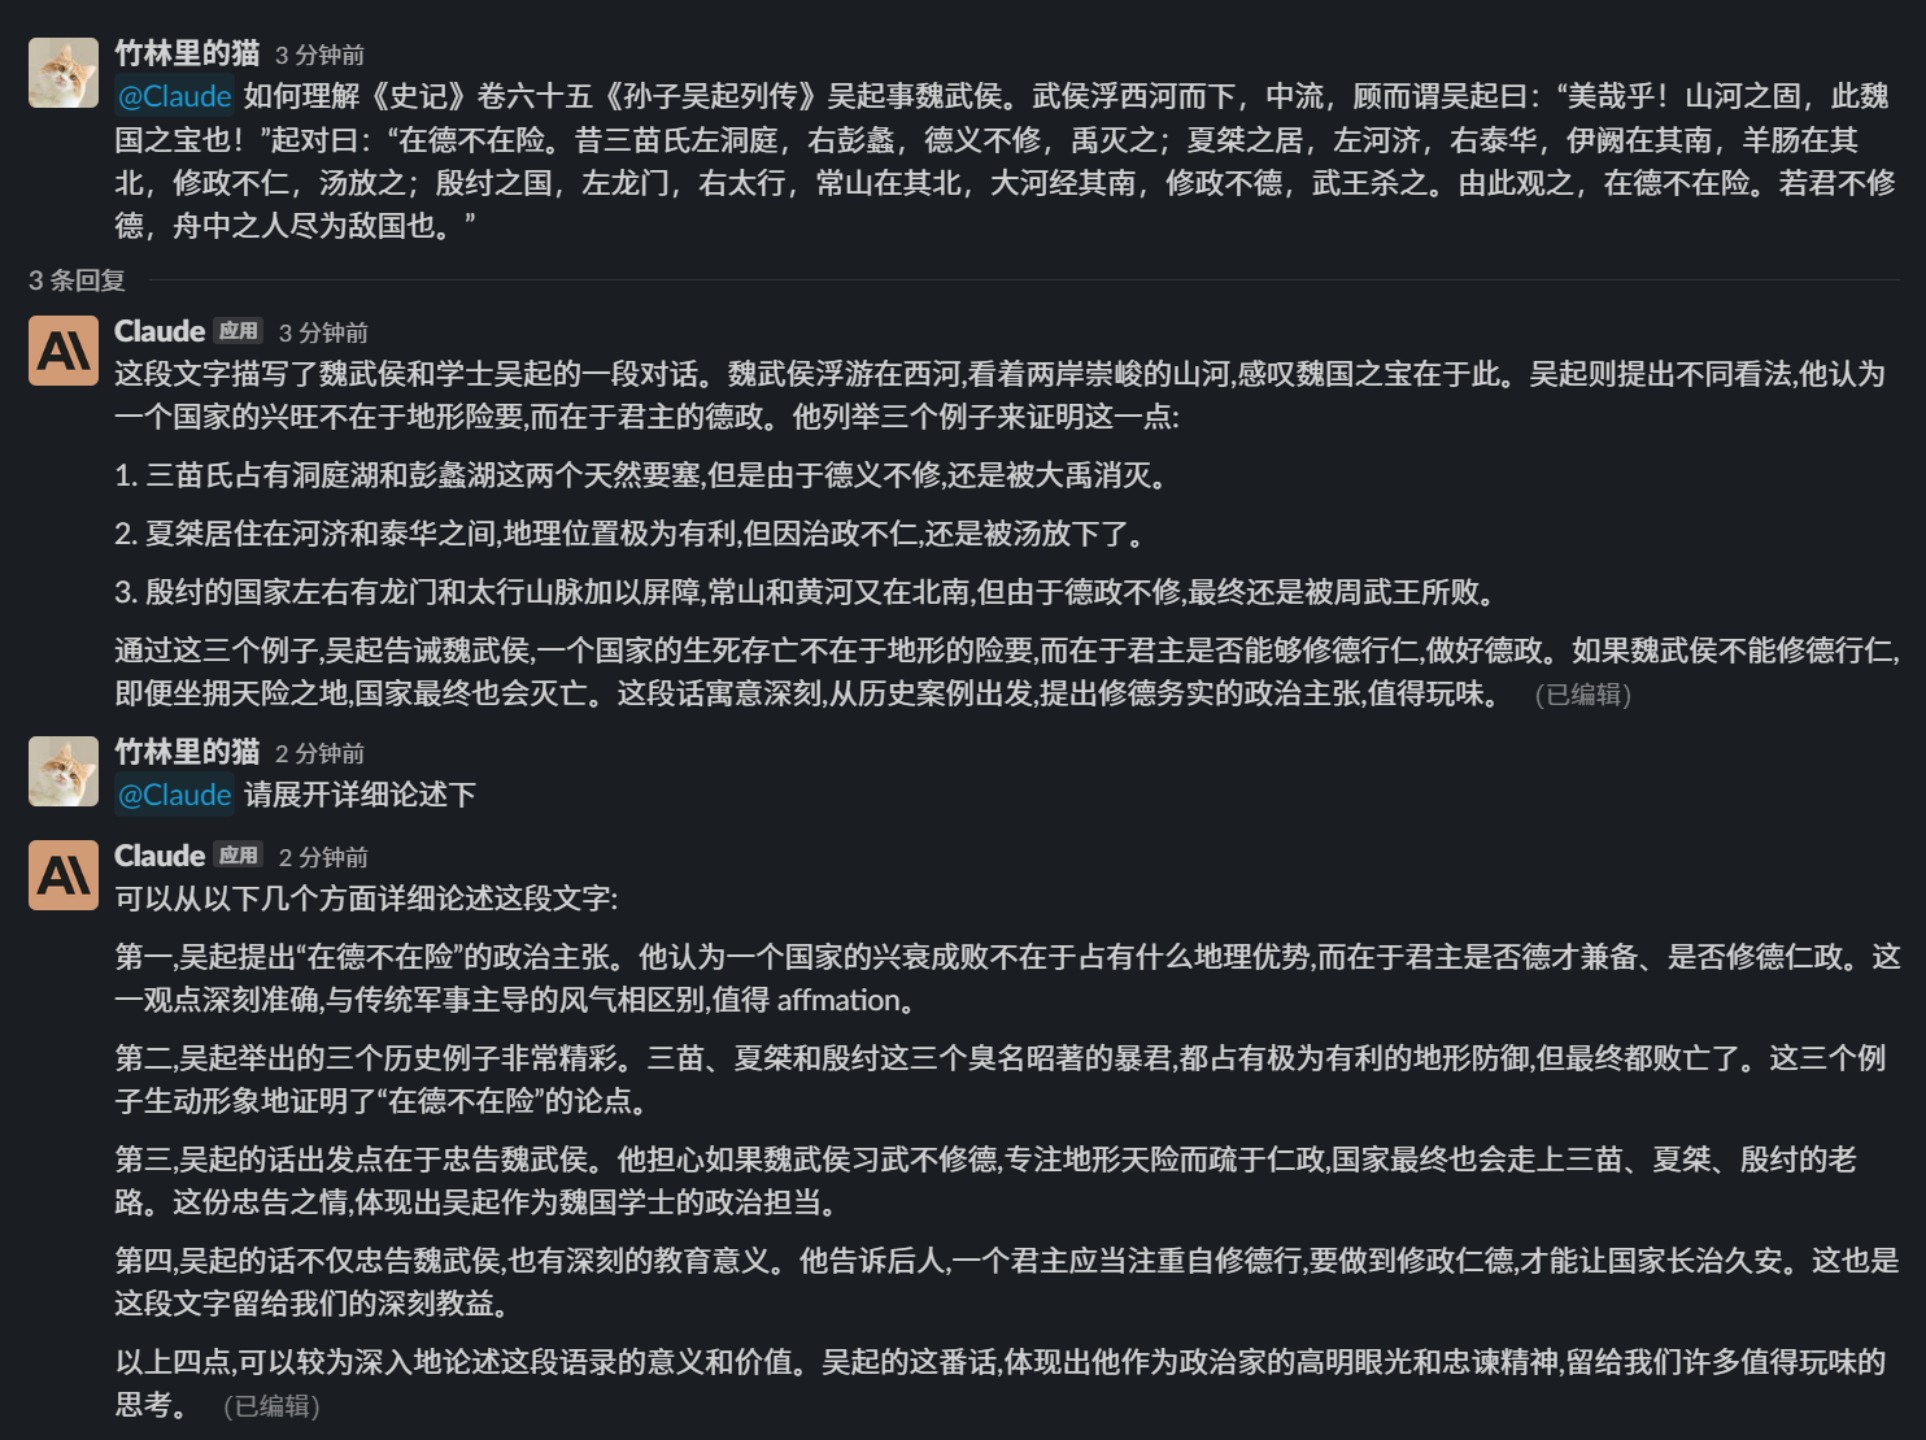 竹林里的猫 3 分钟前
@Claude 如何理解《史记》卷六十五《孙子吴起列传》吴起事魏武侯。武侯浮西河而下，中流，顾而谓吴起曰：“美哉乎！山河之固，此魏
国之宝也！”起对曰：“在德不在险。昔三苗氏左洞庭，右彭蠡，德义不修，禹灭之；夏桀之居，左河济，右泰华，伊阙在其南，羊肠在其
北，修政不仁，汤放之；殷纣之国，左龙门，右太行，常山在其北，大河经其南，修政不德，武王杀之。由此观之，在德不在险。若君不修
德，舟中之人尽为敌国也。”
3 条回复
Claude 应用 3 分钟前
这段文字描写了魏武侯和学士吴起的一段对话。魏武侯浮游在西河,看着两岸崇峻的山河,感叹魏国之宝在于此。吴起则提出不同看法,他认为
一个国家的兴旺不在于地形险要,而在于君主的德政。他列举三个例子来证明这一点:
1. 三苗氏占有洞庭湖和彭蠡湖这两个天然要塞,但是由于德义不修,还是被大禹消灭。
2. 夏桀居住在河济和泰华之间,地理位置极为有利,但因治政不仁,还是被汤放下了。
3. 殷纣的国家左右有龙门和太行山脉加以屏障,常山和黄河又在北南,但由于德政不修,最终还是被周武王所败。
通过这三个例子,吴起告诫魏武侯,一个国家的生死存亡不在于地形的险要,而在于君主是否能够修德行仁,做好德政。如果魏武侯不能修德行仁,
即便坐拥天险之地,国家最终也会灭亡。这段话寓意深刻,从历史案例出发,提出修德务实的政治主张,值得玩味。 （已编辑）
竹林里的猫 2 分钟前
@Claude 请展开详细论述下
Claude 应用 2 分钟前
可以从以下几个方面详细论述这段文字:
第一,吴起提出“在德不在险”的政治主张。他认为一个国家的兴衰成败不在于占有什么地理优势,而在于君主是否德才兼备、是否修德仁政。这
一观点深刻准确,与传统军事主导的风气相区别,值得 affmation。
第二,吴起举出的三个历史例子非常精彩。三苗、夏桀和殷纣这三个臭名昭著的暴君,都占有极为有利的地形防御,但最终都败亡了。这三个例
子生动形象地证明了“在德不在险”的论点。
第三,吴起的话出发点在于忠告魏武侯。他担心如果魏武侯习武不修德,专注地形天险而疏于仁政,国家最终也会走上三苗、夏桀、殷纣的老
路。这份忠告之情,体现出吴起作为魏国学士的政治担当。
第四,吴起的话不仅忠告魏武侯,也有深刻的教育意义。他告诉后人,一个君主应当注重自修德行,要做到修政仁德,才能让国家长治久安。这也是
这段文字留给我们的深刻教益。
以上四点,可以较为深入地论述这段语录的意义和价值。吴起的这番话,体现出他作为政治家的高明眼光和忠谏精神,留给我们许多值得玩味的
思考。 （已编辑）